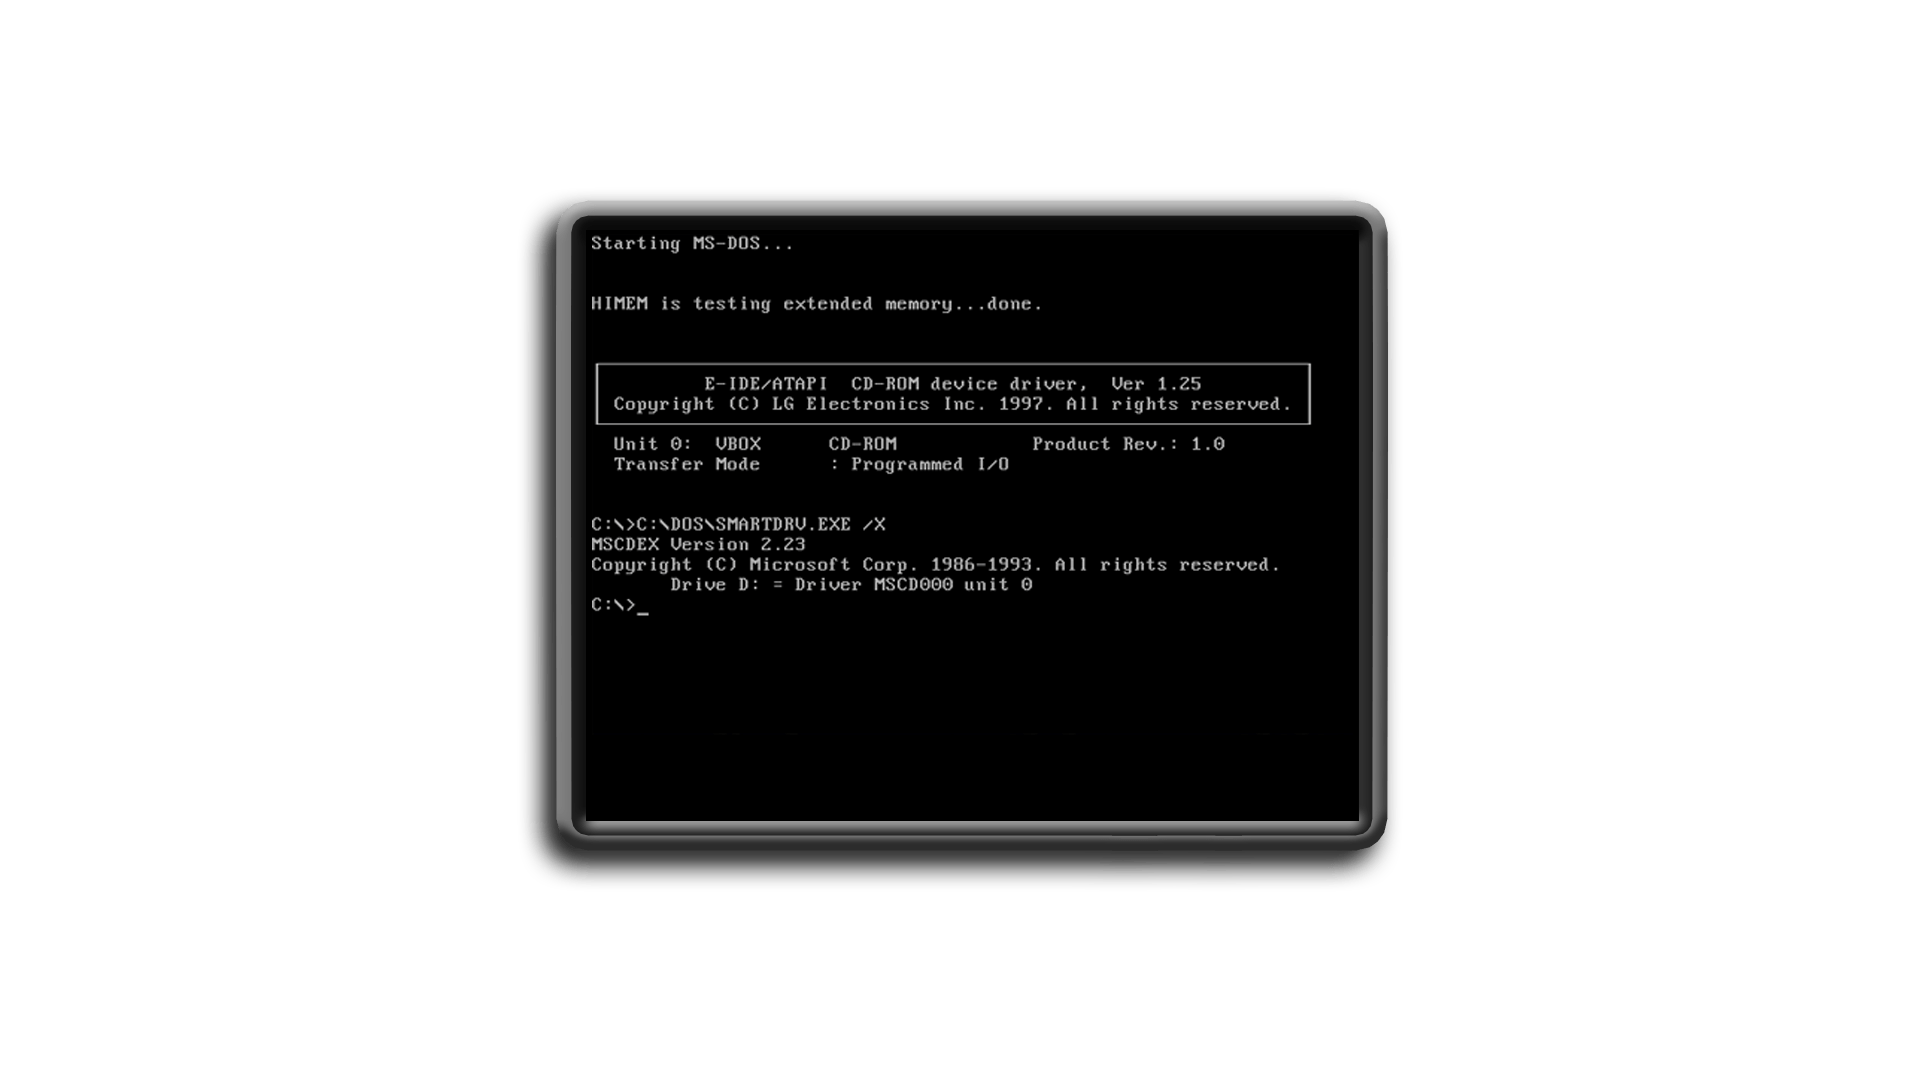 Starting MS-DOS...
HIMEM is testing extended memory...done.
E-IDE/ATAPI  CD-ROM device driver,  Ver 1.25
Copyright (C) LG Electronics Inc. 1997. All rights reserved.
Unit 0:  VBOX      CD-ROM            Product Rev.: 1.0
Transfer Mode      : Programmed I/O
C:\>C:\DOS\SMARTDRV.EXE /X
MSCDEX Version 2.23
Copyright (C) Microsoft Corp. 1986-1993. All rights reserved.
       Drive D: = Driver MSCD000 unit 0
C:\>_